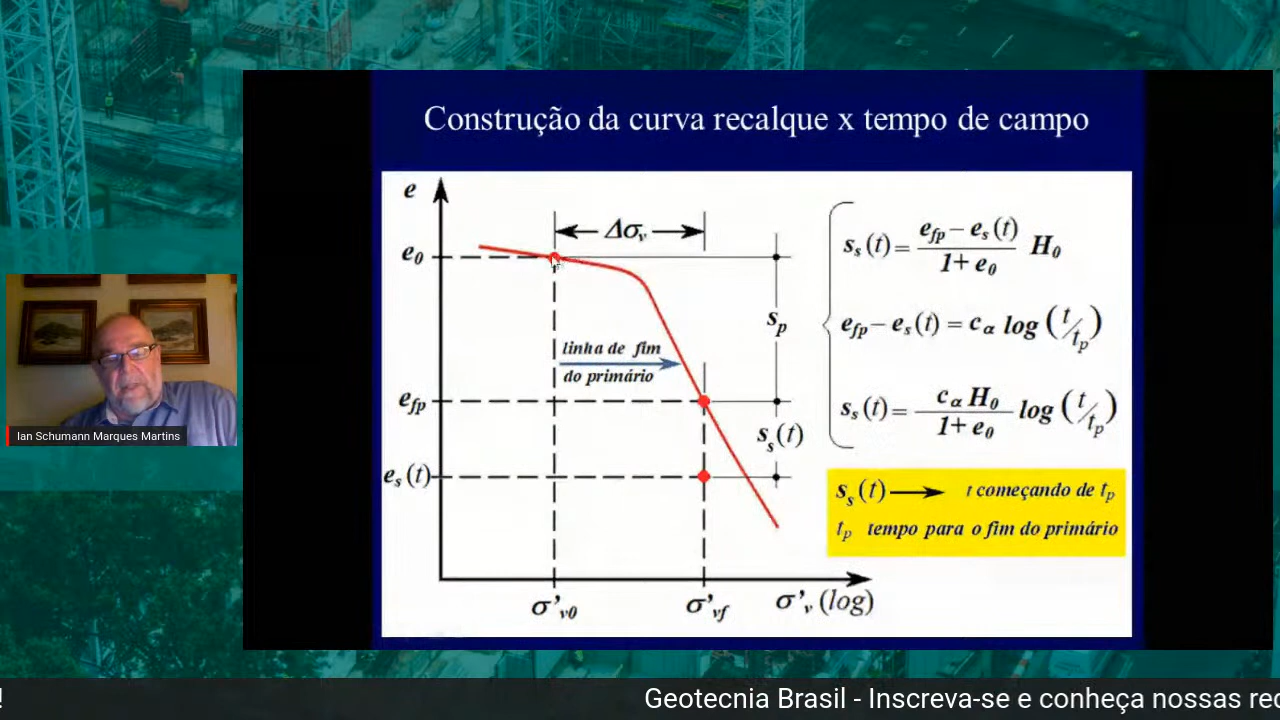 Construção da curva recalque x tempo de campo
e
Δσv
e0
sp
linha de fim
do primário
efp
ss(t)
es(t)
σ'v0
σ'vf
σ'v (log)
ss(t) = efp − es(t) / 1+ e0 H0
efp − es(t) = cα log (t/tp)
ss(t) = cα H0 / 1+ e0 log (t/tp)
ss(t) → t começando de tp
tp tempo para o fim do primário
Ian Schumann Marques Martins
!
Geotecnia Brasil - Inscreva-se e conheça nossas red